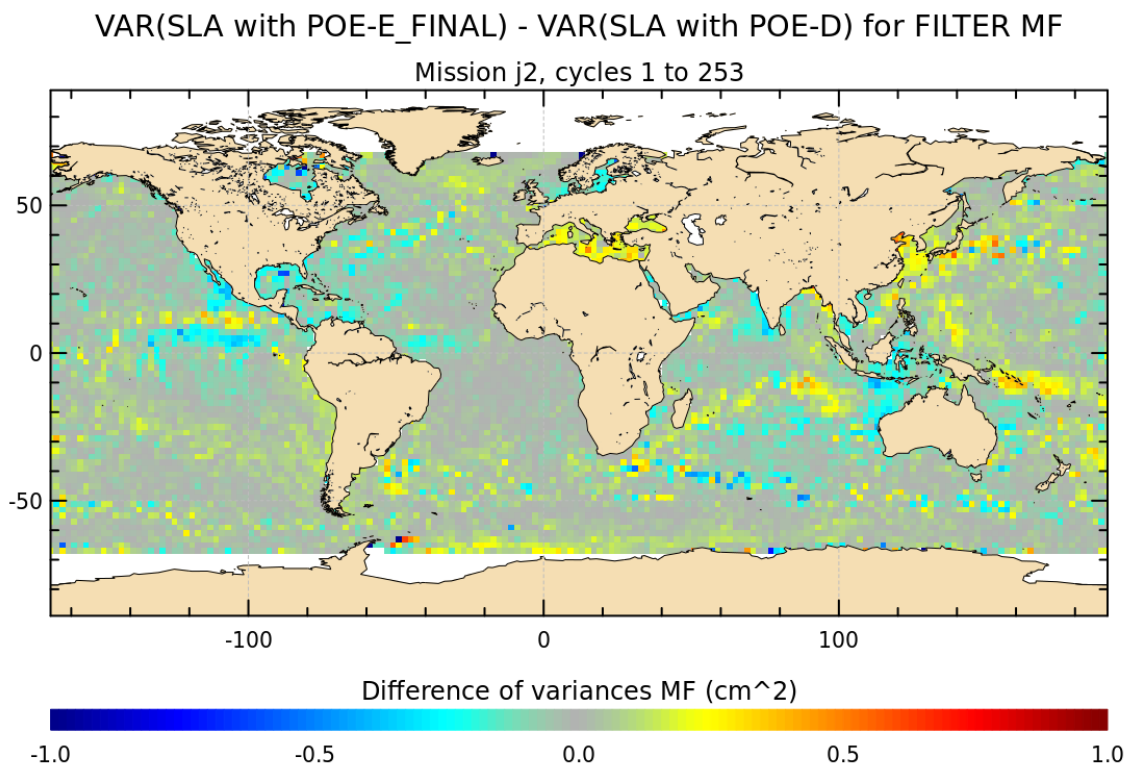 VAR(SLA with POE-E_FINAL) - VAR(SLA with POE-D) for FILTER MF
Mission j2, cycles 1 to 253
50
0
-50
-100 0 100
Difference of variances MF (cm^2)
-1.0 -0.5 0.0 0.5 1.0